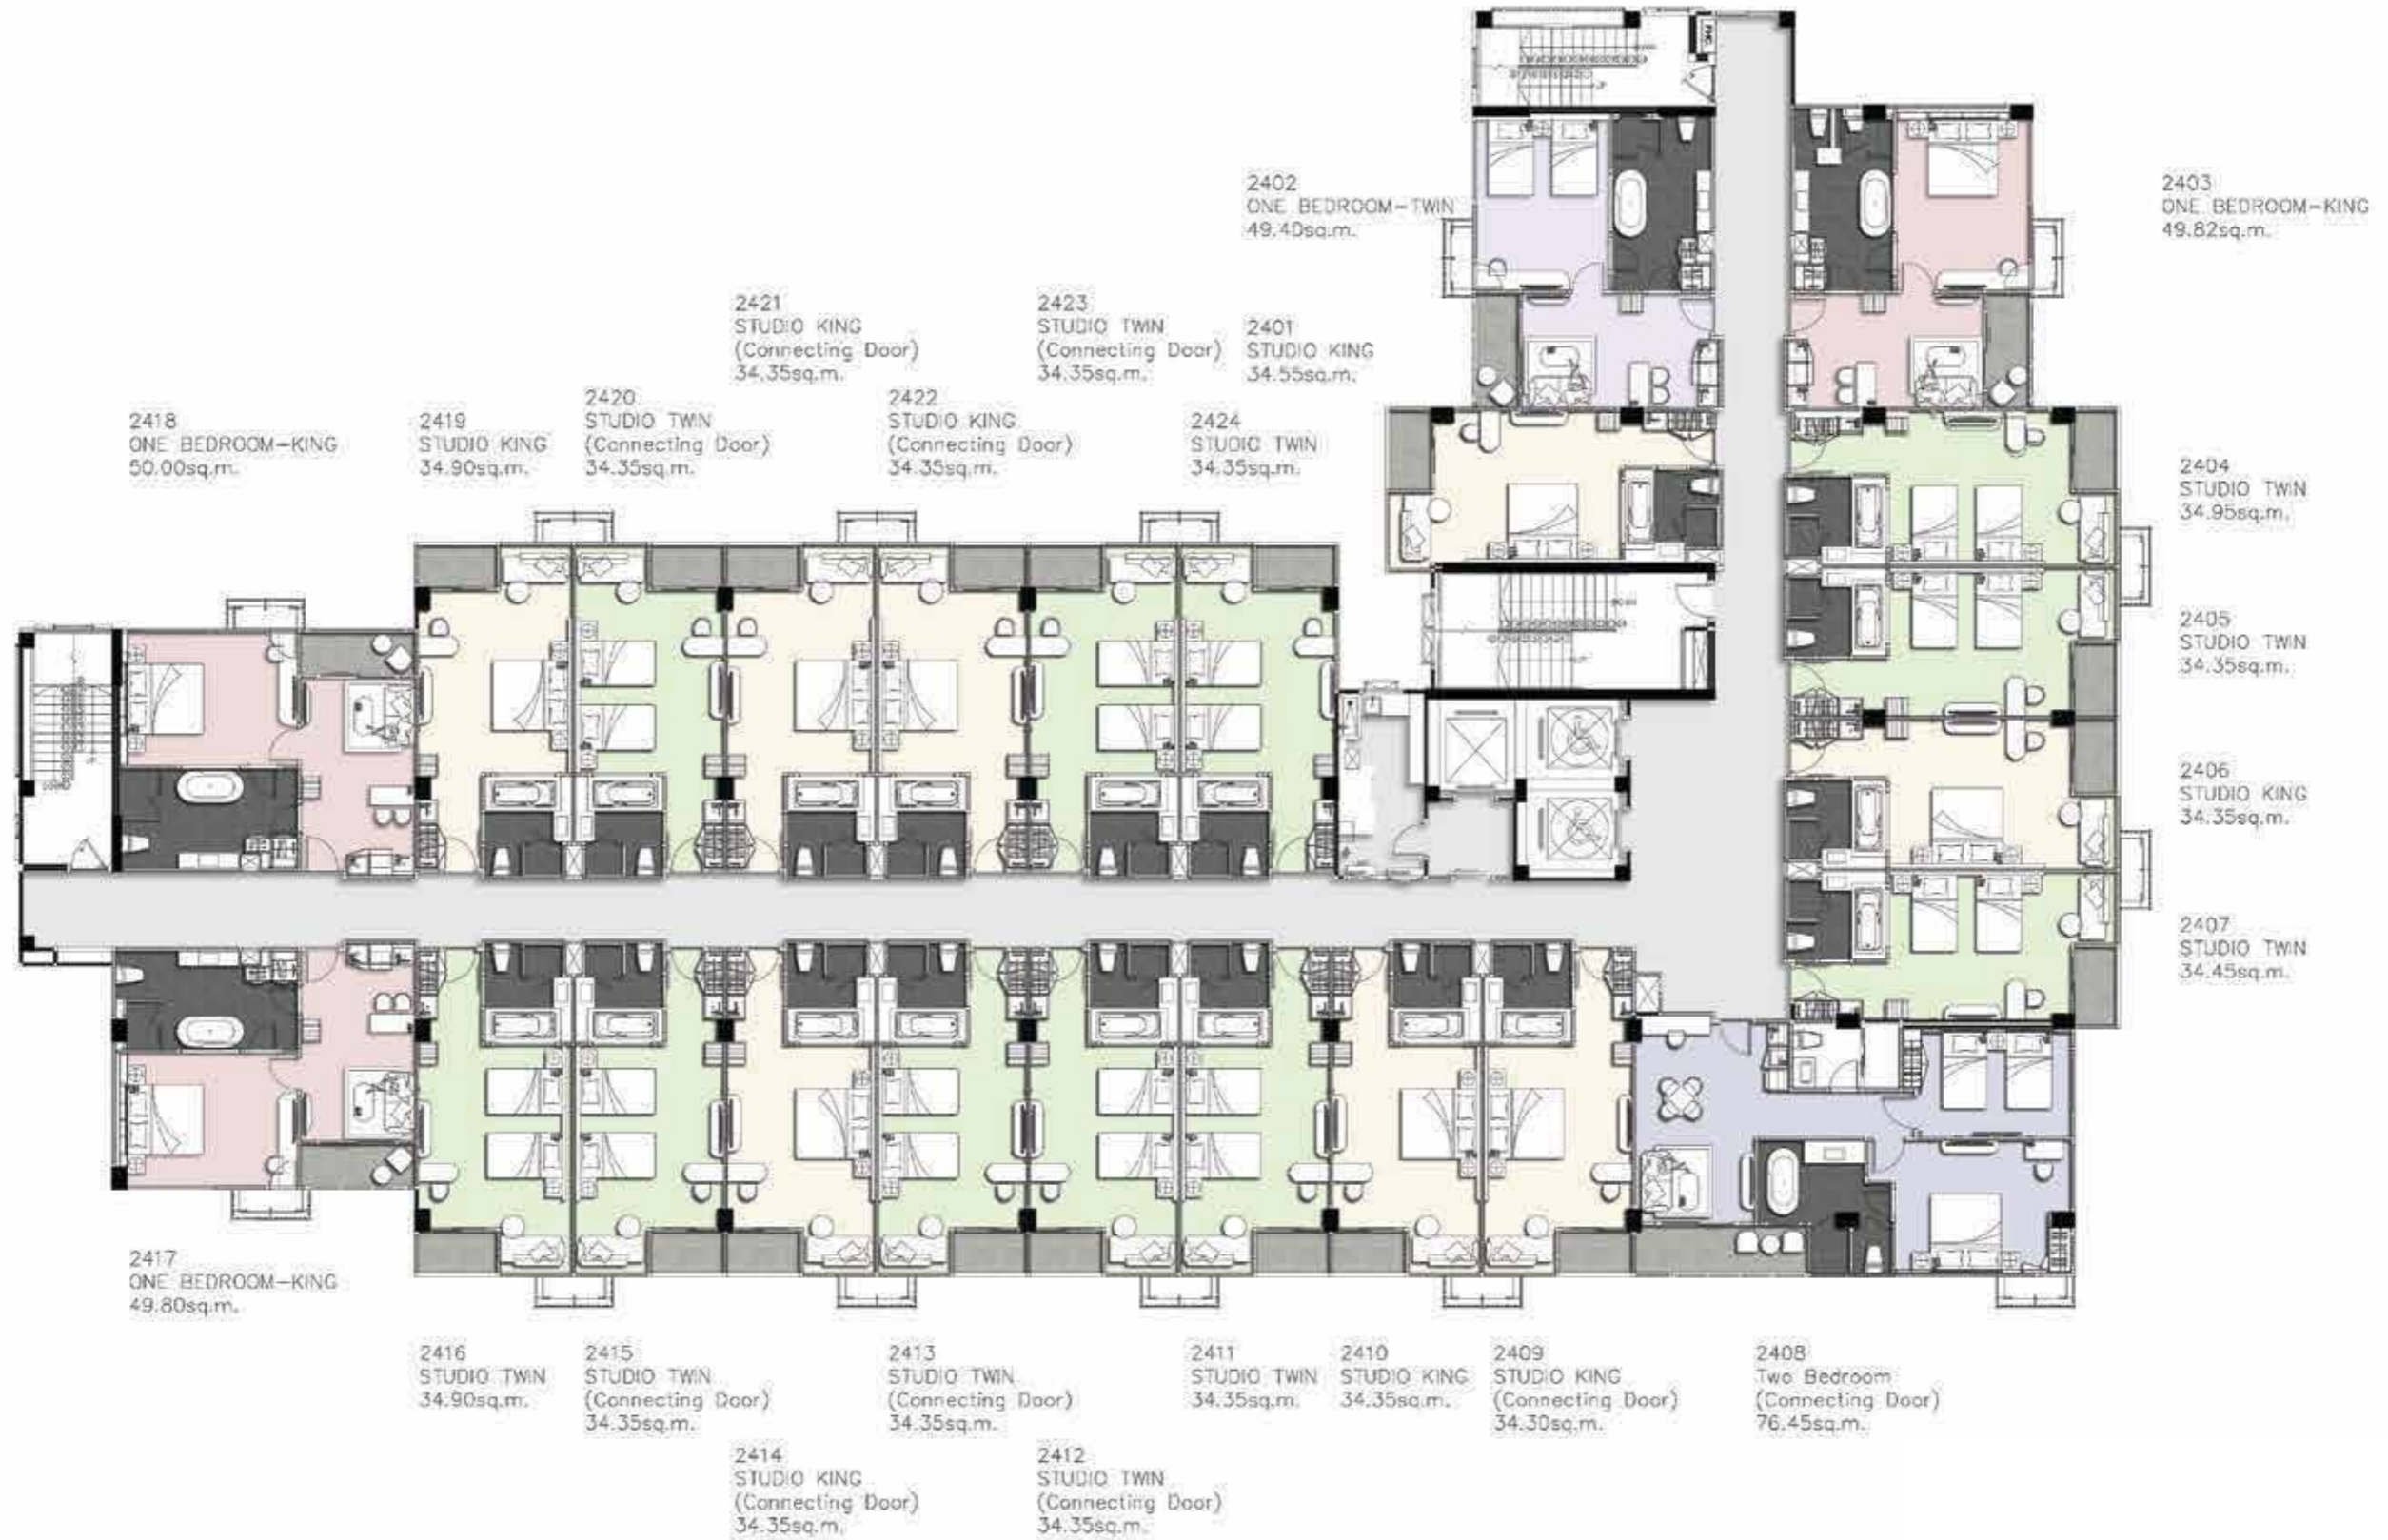 2402
ONE BEDROOM-TWIN
49.40sq.m.
2403
ONE BEDROOM-KING
49.82sq.m.
2421
STUDIO KING
(Connecting Door)
34.35sq.m.
2423
STUDIO TWIN
(Connecting Door)
34.35sq.m.
2401
STUDIO KING
34.55sq.m.
2418
ONE BEDROOM-KING
50.00sq.m.
2419
STUDIO KING
34.90sq.m.
2420
STUDIO TWIN
(Connecting Door)
34.35sq.m.
2422
STUDIO KING
(Connecting Door)
34.35sq.m.
2424
STUDIO TWIN
34.35sq.m.
2404
STUDIO TWIN
34.95sq.m.
2405
STUDIO TWIN
34.35sq.m.
2406
STUDIO KING
34.35sq.m.
2407
STUDIO TWIN
34.45sq.m.
2417
ONE BEDROOM-KING
49.80sq.m.
2416
STUDIO TWIN
34.90sq.m.
2415
STUDIO TWIN
(Connecting Door)
34.35sq.m.
2413
STUDIO TWIN
(Connecting Door)
34.35sq.m.
2411
STUDIO TWIN
34.35sq.m.
2410
STUDIO KING
34.35sq.m.
2409
STUDIO KING
(Connecting Door)
34.30sq.m.
2408
Two Bedroom
(Connecting Door)
76.45sq.m.
2414
STUDIO KING
(Connecting Door)
34.35sq.m.
2412
STUDIO TWIN
(Connecting Door)
34.35sq.m.